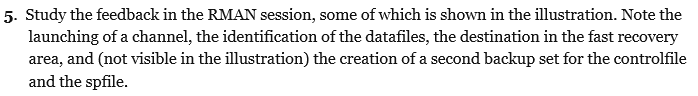 5. Study the feedback in the RMAN session, some of which is shown in the illustration. Note the
launching of a channel, the identification of the datafiles, the destination in the fast recovery
area, and (not visible in the illustration) the creation of a second backup set for the controlfile
and the spfile.